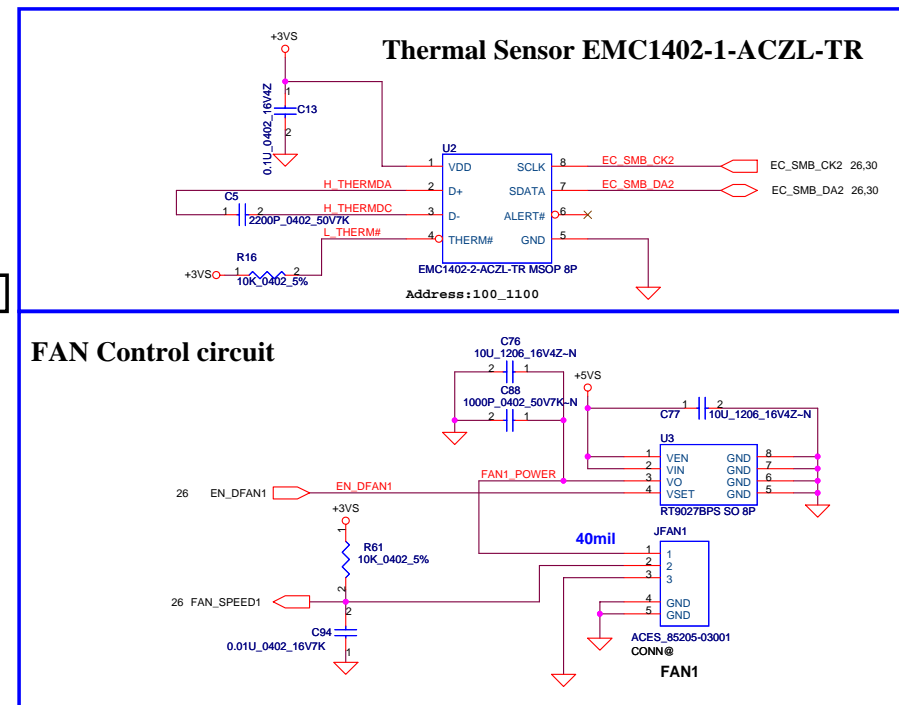 Thermal Sensor EMC1402-1-ACZL-TR
+3VS
1
C13
2
0.1U_0402_16V4Z
U2
1 VDD SCLK 8 EC_SMB_CK2 EC_SMB_CK2 26,30
H_THERMDA 2 D+ SDATA 7 EC_SMB_DA2 EC_SMB_DA2 26,30
C5
1 2
2200P_0402_50V7K
H_THERMDC 3 D- ALERT# 6
L_THERM# 4 THERM# GND 5
R16
+3VS 1 2
10K_0402_5%
EMC1402-2-ACZL-TR MSOP 8P
Address:100_1100
FAN Control circuit
C76
10U_1206_16V4Z~N
2 1
C88
1000P_0402_50V7K~N
2 1
+5VS
C77 1 2 10U_1206_16V4Z~N
U3
1 VEN GND 8
2 VIN GND 7
FAN1_POWER 3 VO GND 6
26 EN_DFAN1 EN_DFAN1 4 VSET GND 5
RT9027BPS SO 8P
+3VS
1
R61
10K_0402_5%
2
40mil
JFAN1
1 1
2 2
3 3
4 GND
5 GND
ACES_85205-03001
CONN@
FAN1
26 FAN_SPEED1
2
C94
0.01U_0402_16V7K
1